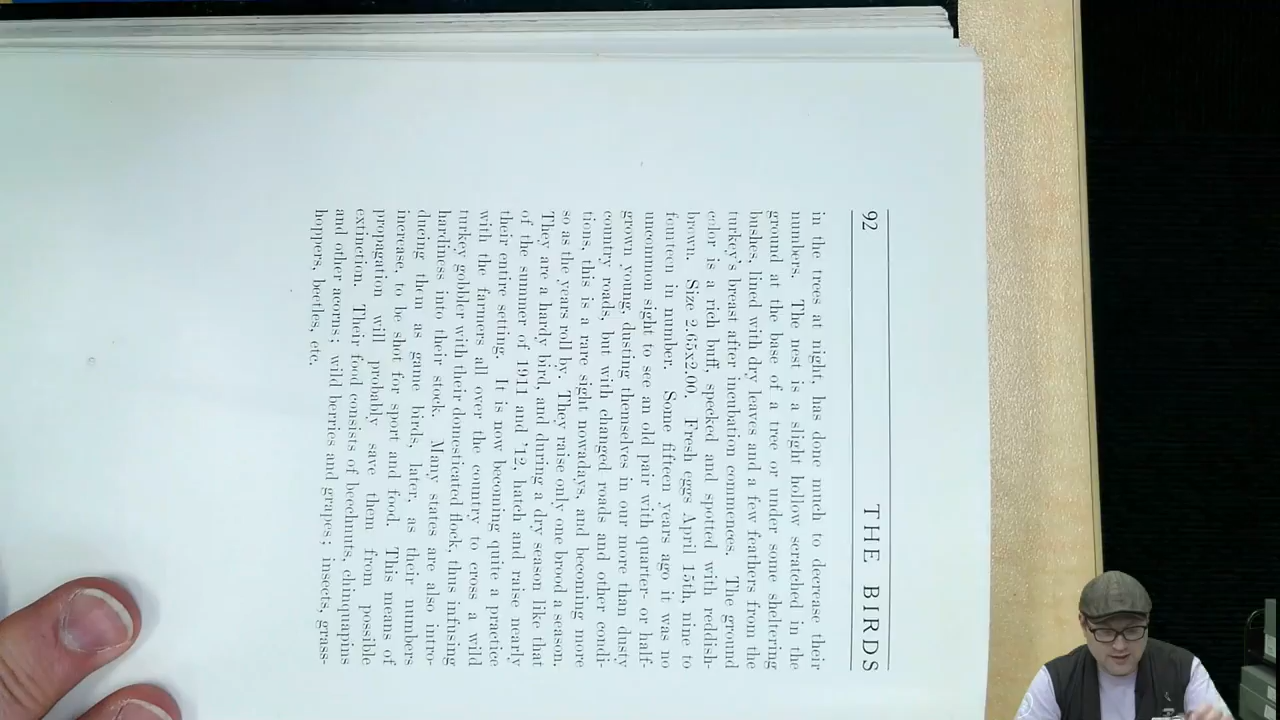 92
THE BIRDS
in the trees at night, has done much to decrease their
numbers. The nest is a slight hollow scratched in the
ground at the base of a tree or under some sheltering
bushes, lined with dry leaves and a few feathers from the
turkey's breast after incubation commences. The ground
color is a rich buff, specked and spotted with reddish-
brown. Size 2.65x2.00. Fresh eggs April 15th, nine to
fourteen in number. Some fifteen years ago it was no
uncommon sight to see an old pair with quarter- or half-
grown young, dusting themselves in our more than dusty
country roads, but with changed roads and other condi-
tions, this is a rare sight nowadays, and becoming more
so as the years roll by. They raise only one brood a season.
They are a hardy bird, and during a dry season like that
of the summer of 1911 and '12, hatch and raise nearly
their entire setting. It is now becoming quite a practice
with the farmers all over the country to cross a wild
turkey gobbler with their domesticated flock, thus infusing
hardiness into their stock. Many states are also intro-
ducing them as game birds, later, as their numbers
increase, to be shot for sport and food. This means of
propagation will probably save them from possible
extinction. Their food consists of beechnuts, chinquapins
and other acorns; wild berries and grapes; insects, grass-
hoppers, beetles, etc.